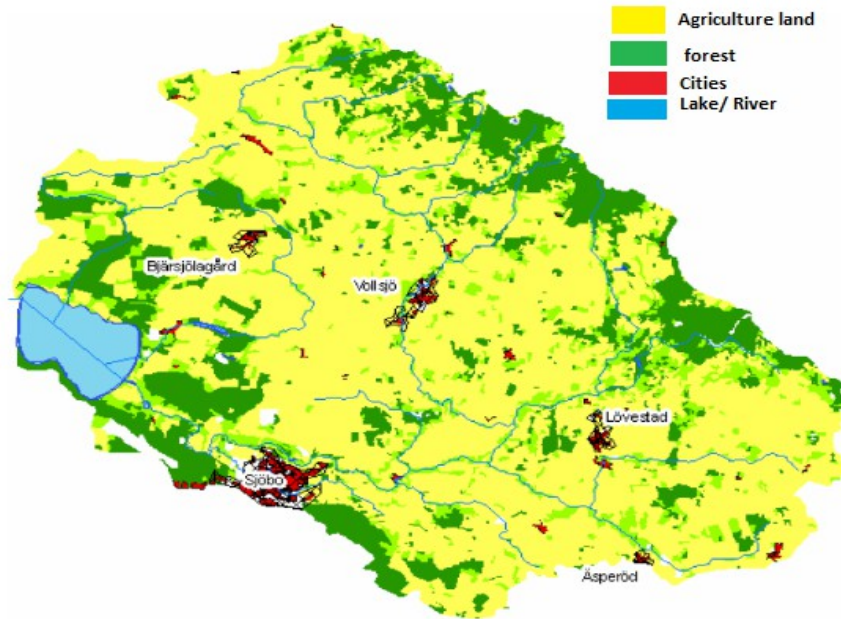 Agriculture land
forest
Cities
Lake/ River
Bjärsjölagård
Vollsjö
Lövestad
Sjöbo
Äsperöd